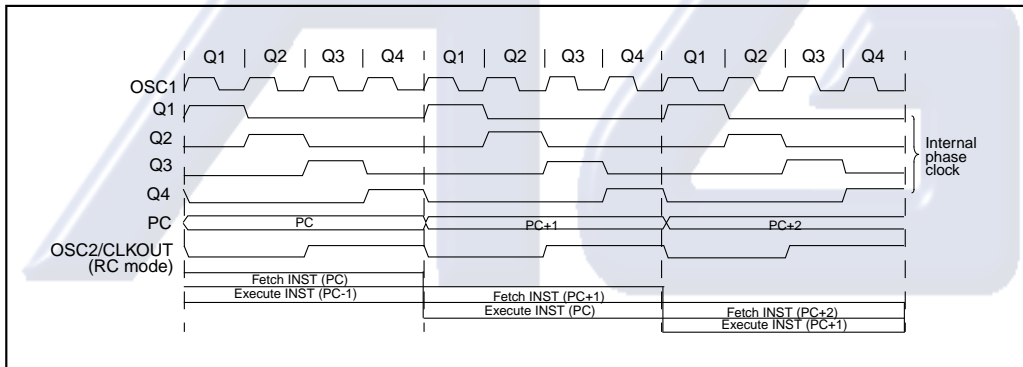 Q1 | Q2 | Q3 | Q4 | Q1 | Q2 | Q3 | Q4 | Q1 | Q2 | Q3 | Q4
OSC1
Q1
Q2
Q3
Q4
Internal
phase
clock
PC PC PC+1 PC+2
OSC2/CLKOUT
(RC mode)
Fetch INST (PC)
Execute INST (PC-1) Fetch INST (PC+1)
Execute INST (PC) Fetch INST (PC+2)
Execute INST (PC+1)